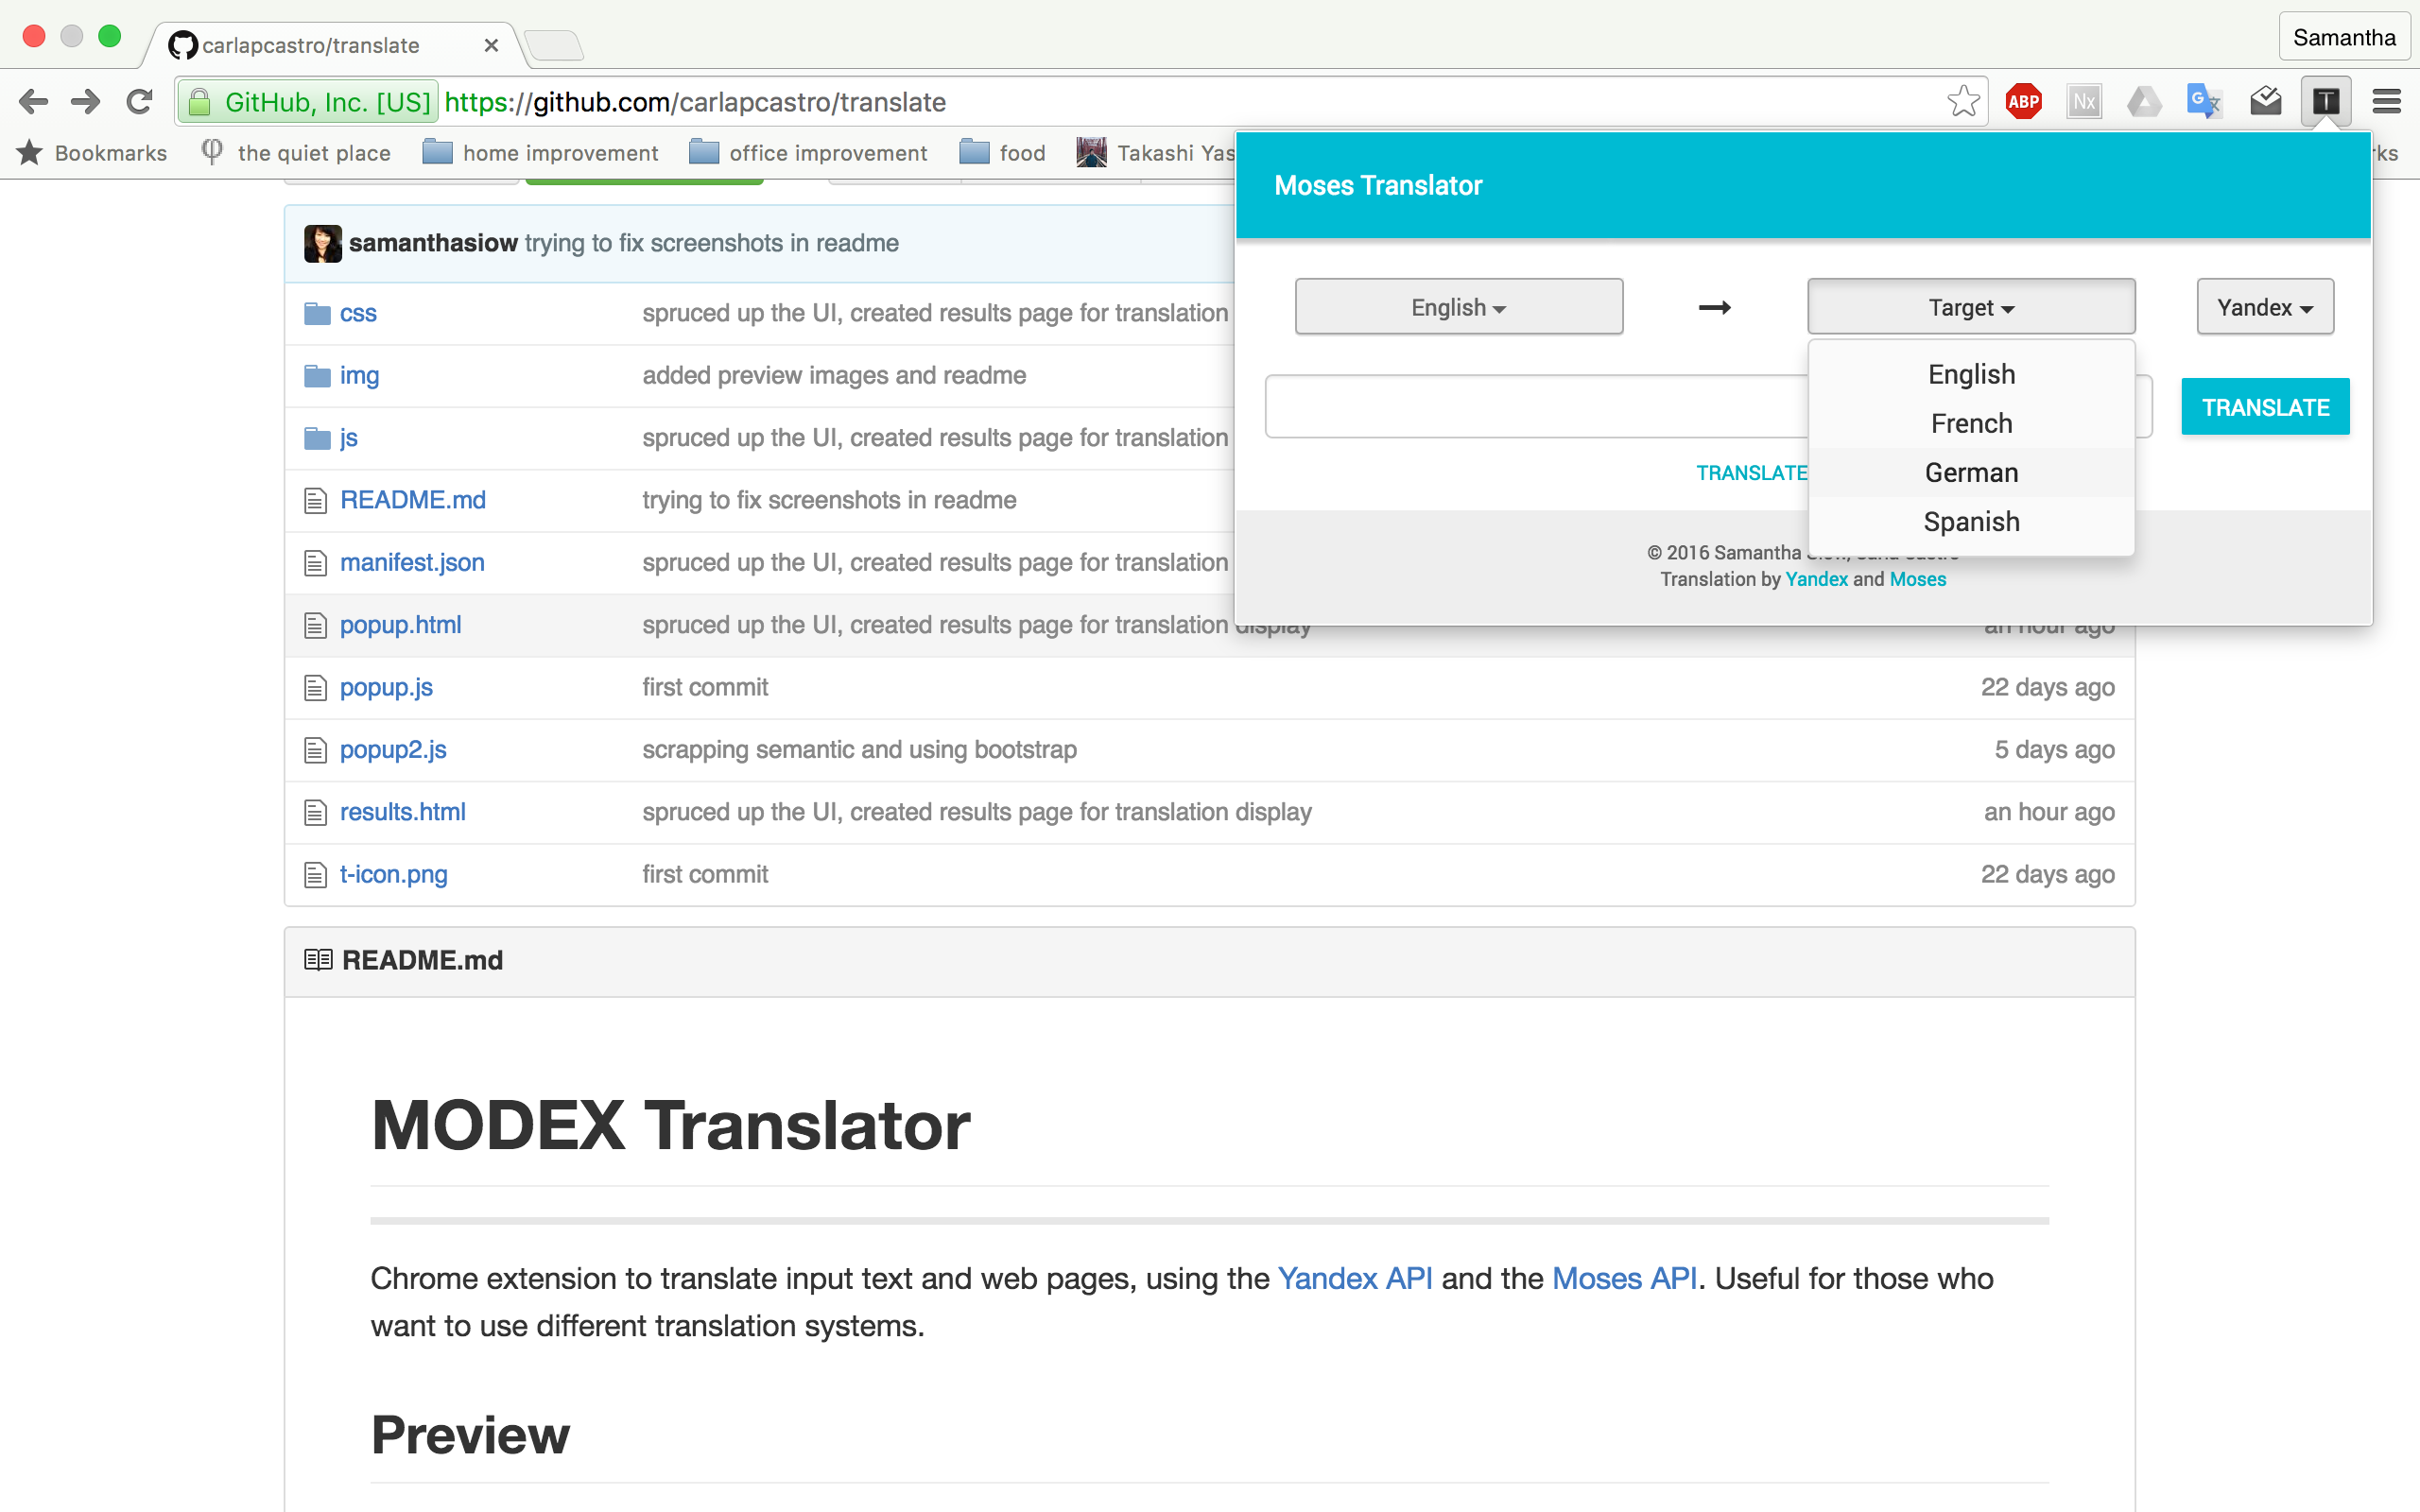 carlapcastro/translate
Samantha
GitHub, Inc. [US] https://github.com/carlapcastro/translate
ABP
Nx
G
T
Bookmarks
the quiet place
home improvement
office improvement
food
Takashi
Moses Translator
English
Target
Yandex
English
French
German
Spanish
TRANSLATE
TRANSLATE
© 2016 Samantha
Translation by Yandex and Moses
samanthasiow trying to fix screenshots in readme
css spruced up the UI, created results page for translation
img added preview images and readme
js spruced up the UI, created results page for translation
README.md trying to fix screenshots in readme
manifest.json spruced up the UI, created results page for translation
popup.html spruced up the UI, created results page for translation display an hour ago
popup.js first commit 22 days ago
popup2.js scrapping semantic and using bootstrap 5 days ago
results.html spruced up the UI, created results page for translation display an hour ago
t-icon.png first commit 22 days ago
README.md
MODEX Translator
Chrome extension to translate input text and web pages, using the Yandex API and the Moses API. Useful for those who
want to use different translation systems.
Preview